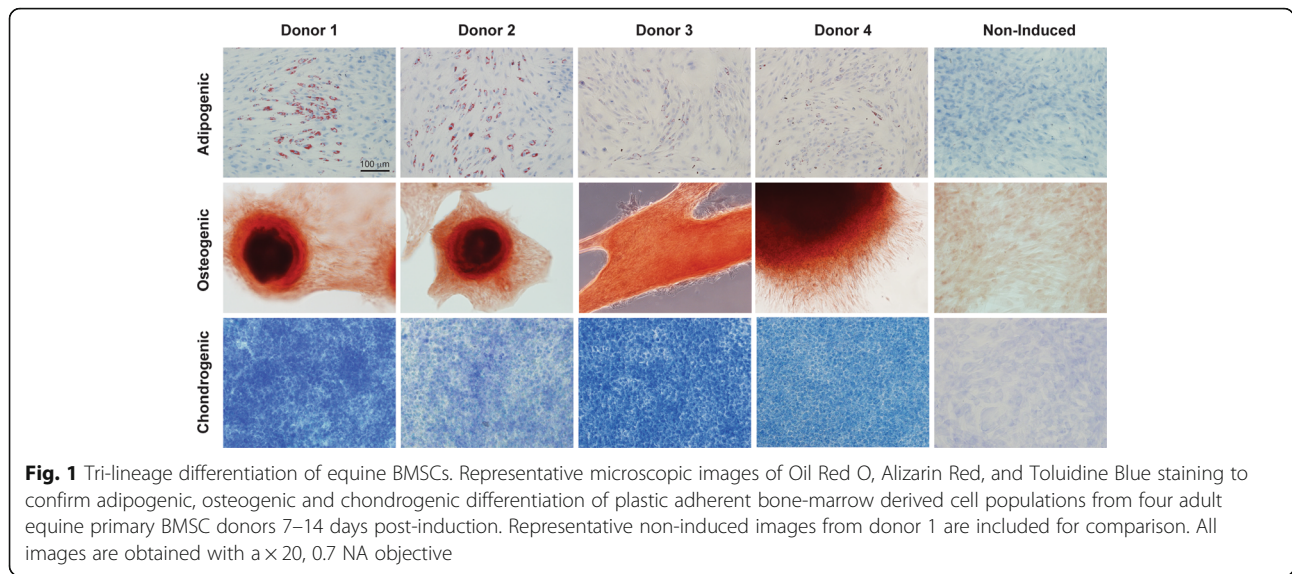 Donor 1 Donor 2 Donor 3 Donor 4 Non-Induced
Adipogenic
100 µm
Osteogenic
Chondrogenic
Fig. 1 Tri-lineage differentiation of equine BMSCs. Representative microscopic images of Oil Red O, Alizarin Red, and Toluidine Blue staining to
confirm adipogenic, osteogenic and chondrogenic differentiation of plastic adherent bone-marrow derived cell populations from four adult
equine primary BMSC donors 7–14 days post-induction. Representative non-induced images from donor 1 are included for comparison. All
images are obtained with a × 20, 0.7 NA objective